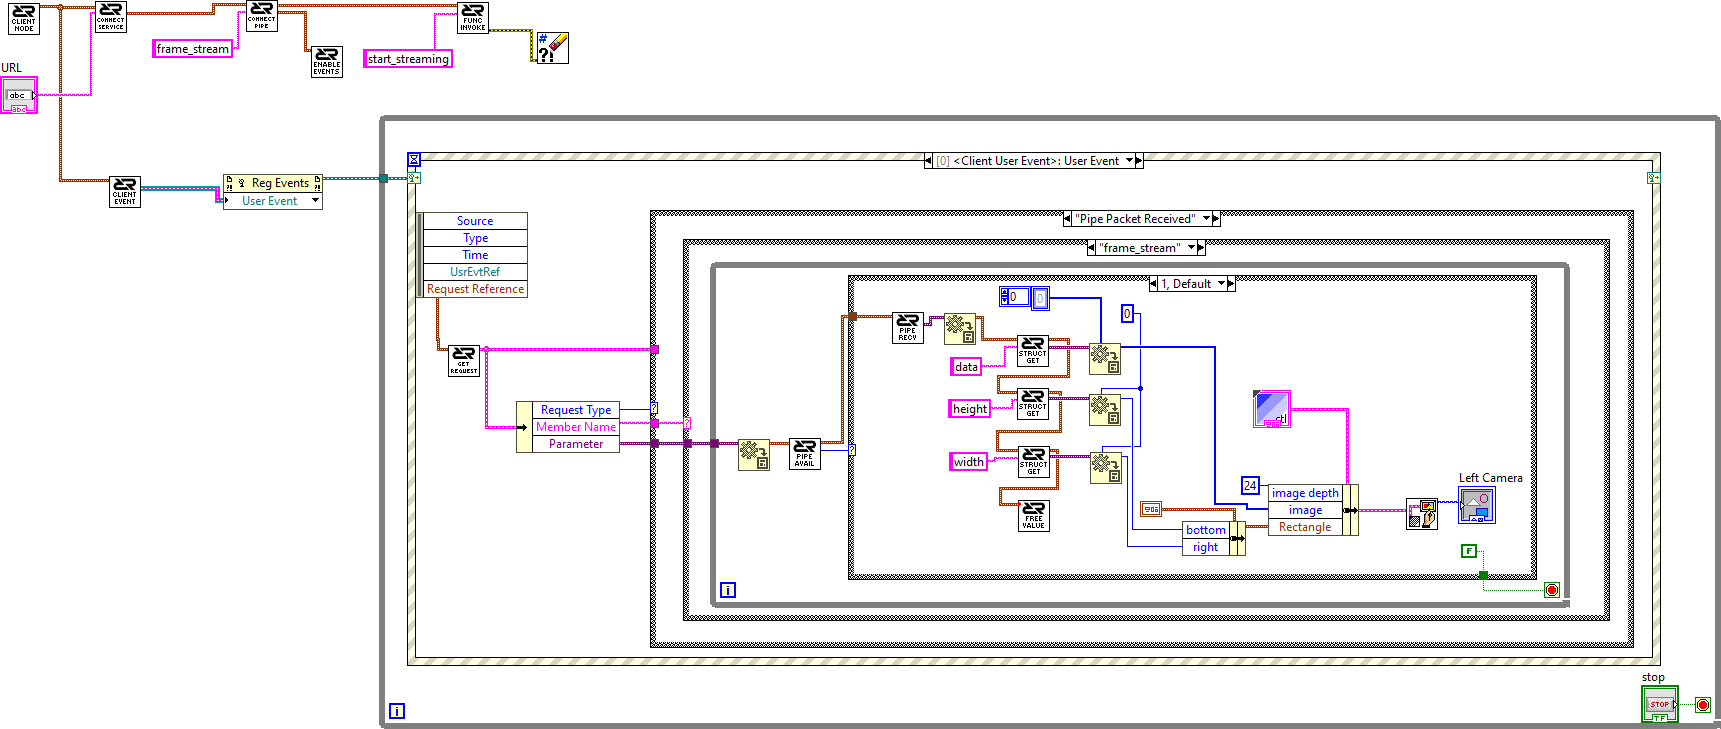 CLIENT
NODE
CONNECT
SERVICE
CONNECT
PIPE
FUNC
INVOKE
frame_stream
ENABLE
EVENTS
start_streaming
#
?!
URL
abc
abc
[0] <Client User Event>: User Event
CLIENT
EVENT
Reg Events
User Event
Source
Type
Time
UsrEvtRef
Request Reference
"Pipe Packet Received"
"frame_stream"
1, Default
0
0
0
PIPE
RECV
STRUCT
GET
data
GET
REQUEST
STRUCT
GET
height
Request Type
Member Name
Parameter
PIPE
AVAIL
STRUCT
GET
width
ctl
24
image depth
image
Rectangle
Left Camera
FREE
VALUE
bottom
right
F
i
stop
STOP
TF
i